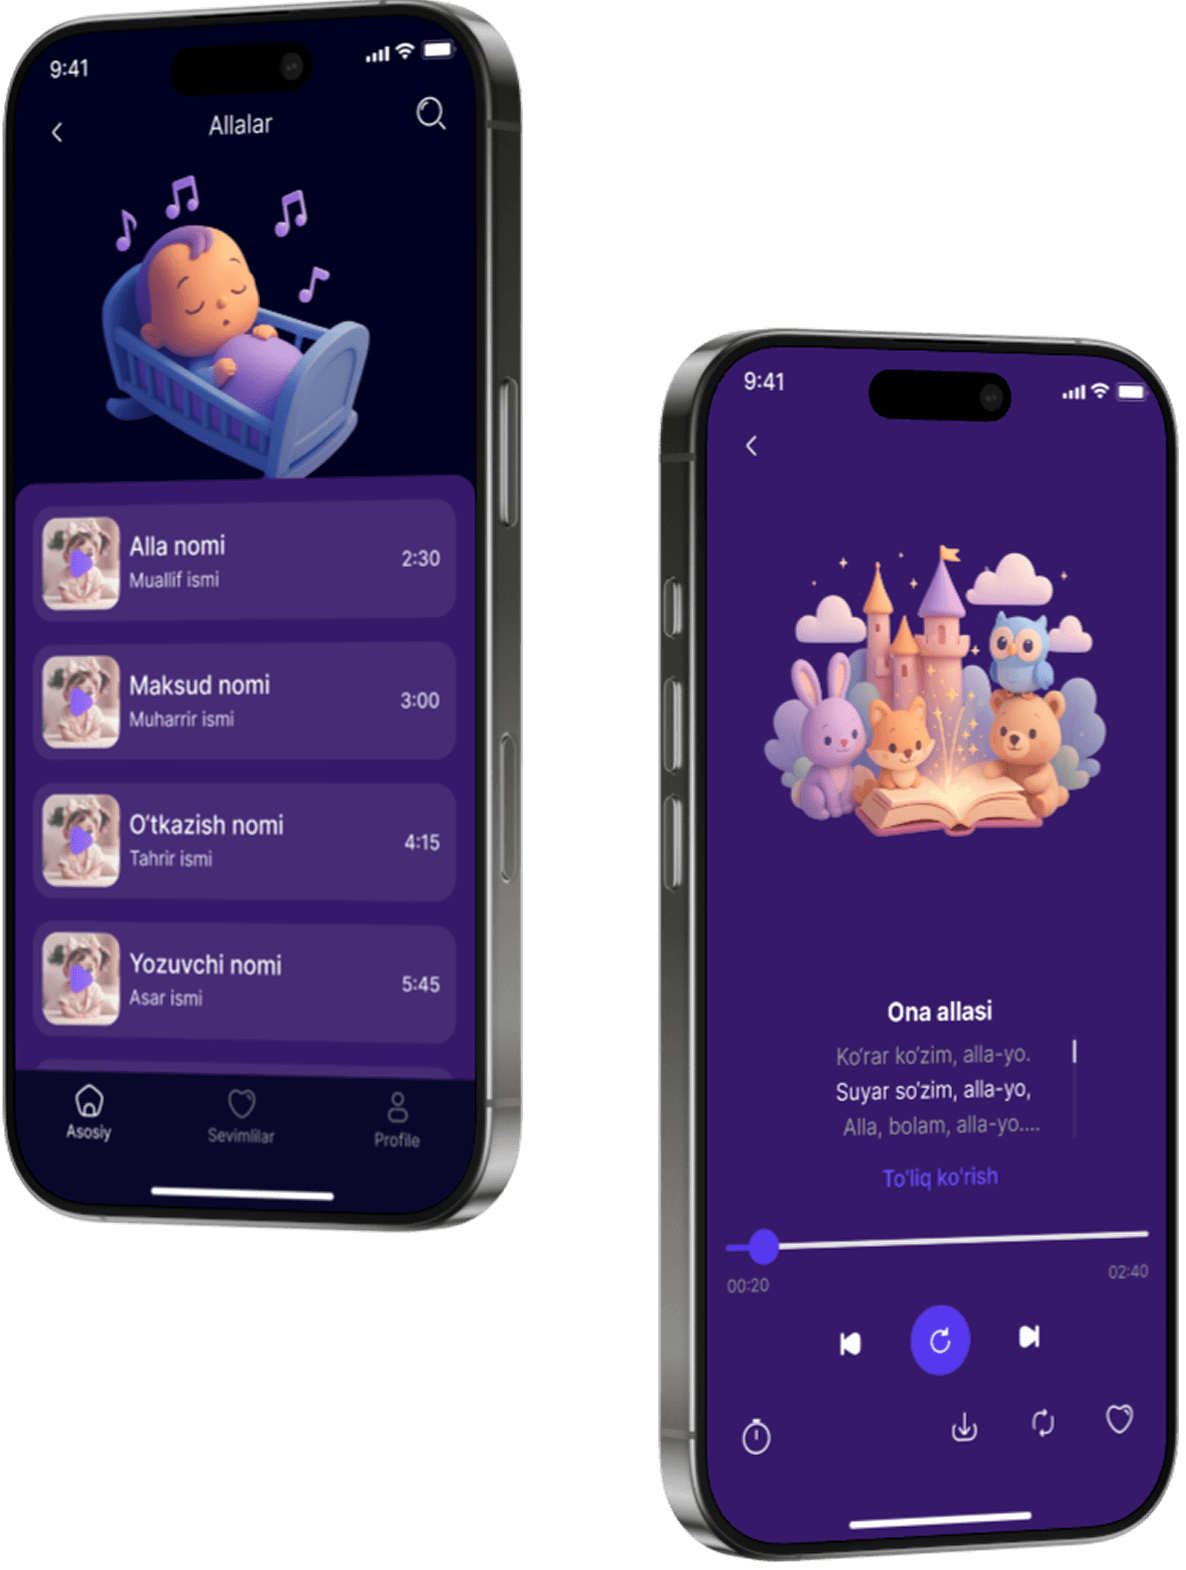 9:41
Allalar
Alla nomi
Muallif ismi
2:30
Maksud nomi
Muharrir ismi
3:00
O'tkazish nomi
Tahrir ismi
4:15
Yozuvchi nomi
Asar ismi
5:45
Asosiy
Sevimlilar
Profile
9:41
Ona allasi
Ko'rar ko'zim, alla-yo.
Suyar so'zim, alla-yo,
Alla, bolam, alla-yo....
To'liq ko'rish
00:20
02:40